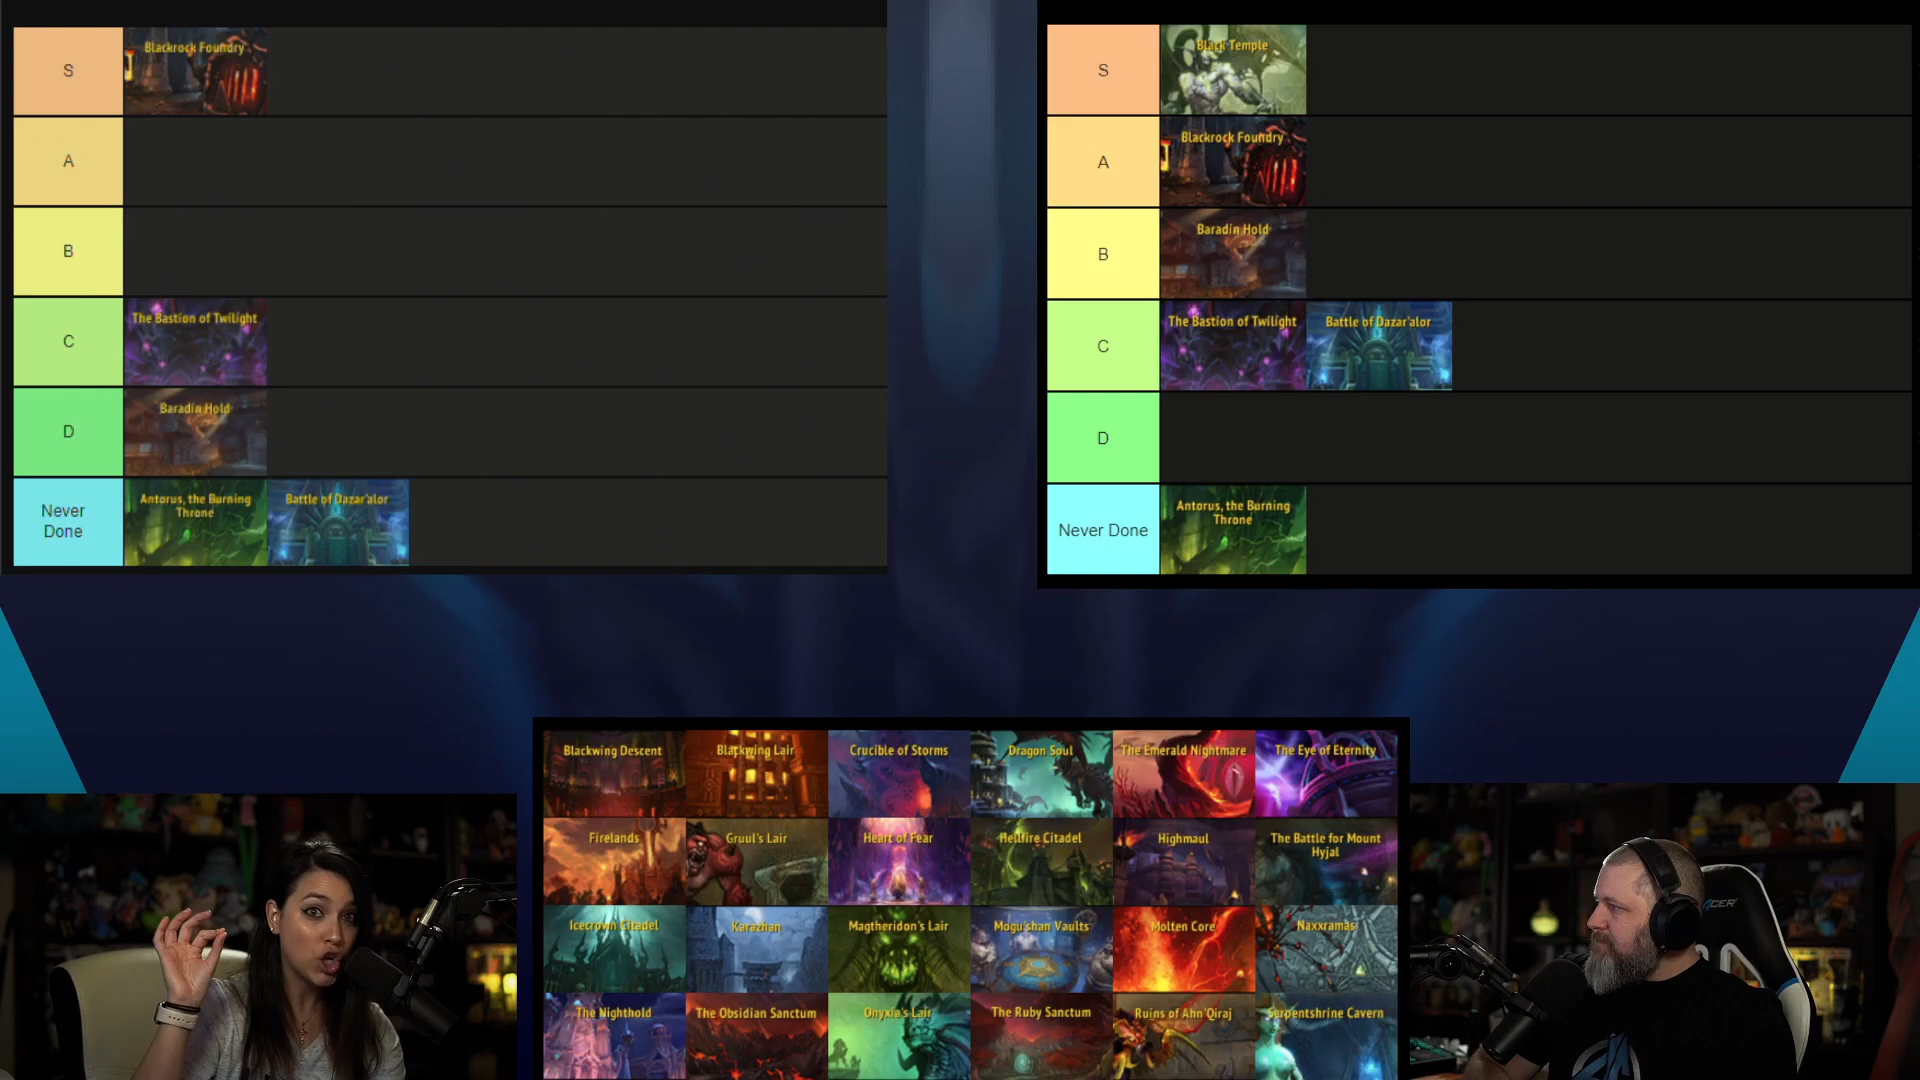 S
Blackrock Foundry
A
B
C
The Bastion of Twilight
D
Baradin Hold
Never
Done
Antorus, the Burning
Throne
Battle of Dazar'alor
S
Black Temple
A
Blackrock Foundry
B
Baradin Hold
C
The Bastion of Twilight
Battle of Dazar'alor
D
Never Done
Antorus, the Burning
Throne
Blackwing Descent
Blackwing Lair
Crucible of Storms
Dragon Soul
The Emerald Nightmare
The Eye of Eternity
Firelands
Gruul's Lair
Heart of Fear
Hellfire Citadel
Highmaul
The Battle for Mount
Hyjal
Icecrown Citadel
Karazhan
Magtheridon's Lair
Mogu'shan Vaults
Molten Core
Naxxramas
The Nighthold
The Obsidian Sanctum
Onyxia's Lair
The Ruby Sanctum
Ruins of Ahn'Qiraj
Serpentshrine Cavern